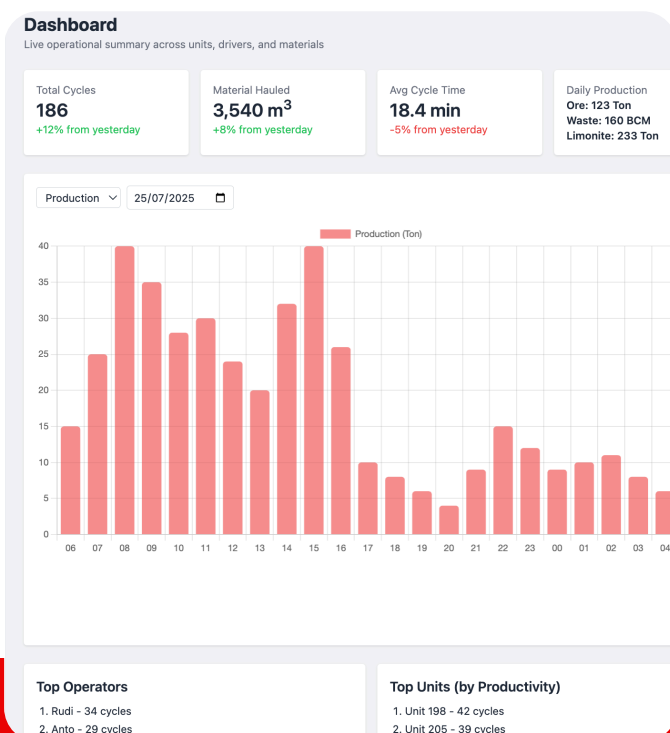 Dashboard
Live operational summary across units, drivers, and materials
Total Cycles
186
+12% from yesterday
Material Hauled
3,540 m³
+8% from yesterday
Avg Cycle Time
18.4 min
-5% from yesterday
Daily Production
Ore: 123 Ton
Waste: 160 BCM
Limonite: 233 Ton
Production
25/07/2025
Production (Ton)
40
35
30
25
20
15
10
5
0
06 07 08 09 10 11 12 13 14 15 16 17 18 19 20 21 22 23 00 01 02 03 04
Top Operators
1. Rudi - 34 cycles
2. Anto - 29 cycles
Top Units (by Productivity)
1. Unit 198 - 42 cycles
2. Unit 205 - 39 cycles